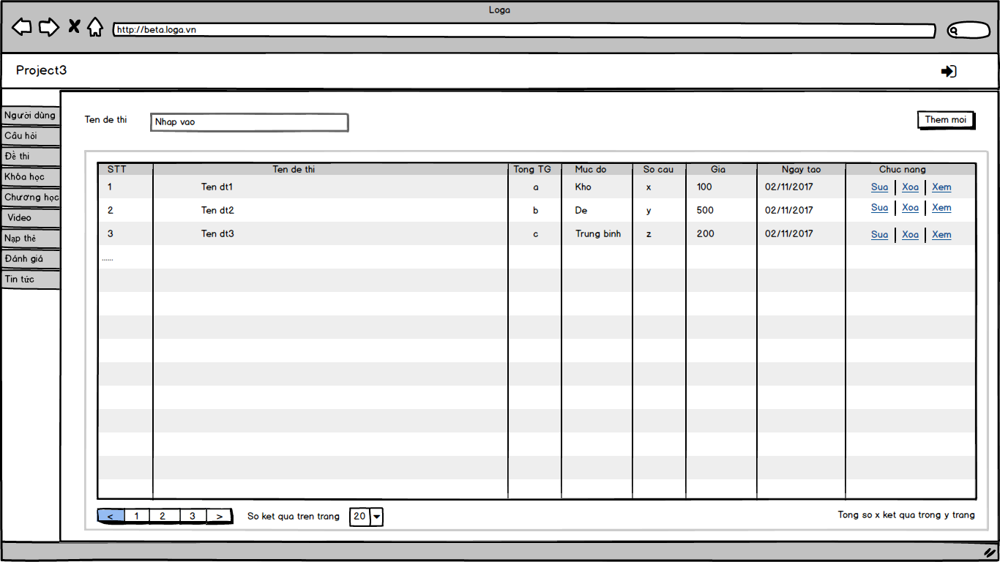 Loga
http://beta.loga.vn
Project3
Người dùng
Câu hỏi
Đề thi
Khóa học
Chương học
Video
Nạp thẻ
Đánh giá
Tin tức
Ten de thi
Nhap vao
Them moi
STT Ten de thi Tong TG Muc do So cau Gia Ngay tao Chuc nang
1 Ten dt1 a Kho x 100 02/11/2017 Sua Xoa Xem
2 Ten dt2 b De y 500 02/11/2017 Sua Xoa Xem
3 Ten dt3 c Trung binh z 200 02/11/2017 Sua Xoa Xem
......
< 1 2 3 > So ket qua tren trang 20 Tong so x ket qua trong y trang